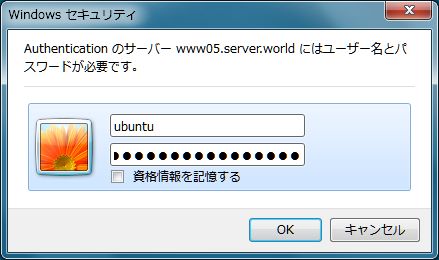 Windows セキュリティ
Authentication のサーバー www05.server.world にはユーザー名とパ
スワードが必要です。
ubuntu
●●●●●●●●●●●●●●●●
資格情報を記憶する
OK
キャンセル